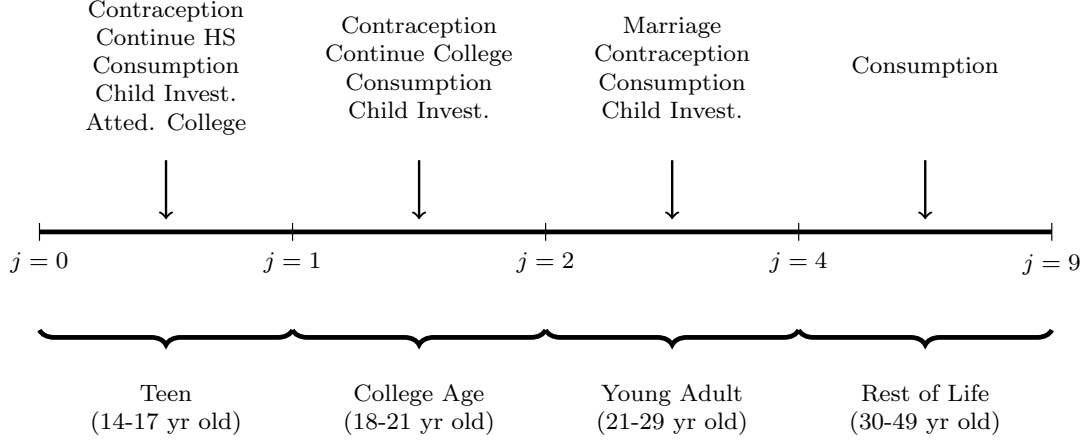 Contraception
Continue HS
Consumption
Child Invest.
Atted. College
Contraception
Continue College
Consumption
Child Invest.
Marriage
Contraception
Consumption
Child Invest.
Consumption
j = 0
j = 1
j = 2
j = 4
j = 9
Teen
(14-17 yr old)
College Age
(18-21 yr old)
Young Adult
(21-29 yr old)
Rest of Life
(30-49 yr old)